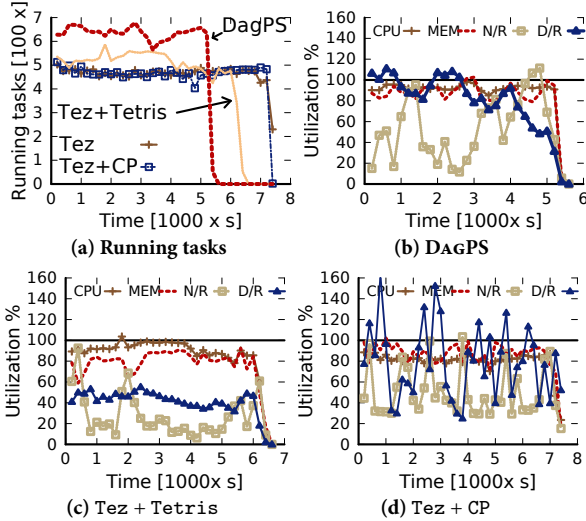 Running tasks [100 x]
7
6
5
4
3
2
1
0
DagPS
Tez+Tetris
Tez
Tez+CP
0 1 2 3 4 5 6 7 8
Time [1000 x s]
(a) Running tasks
Utilization %
160
140
120
100
80
60
40
20
0
CPU MEM N/R D/R
0 1 2 3 4 5 6
Time [1000x s]
(b) DAGPS
Utilization %
160
140
120
100
80
60
40
20
0
CPU MEM N/R D/R
0 1 2 3 4 5 6 7
Time [1000x s]
(c) Tez + Tetris
Utilization %
160
140
120
100
80
60
40
20
0
CPU MEM N/R D/R
0 1 2 3 4 5 6 7 8
Time [1000x s]
(d) Tez + CP